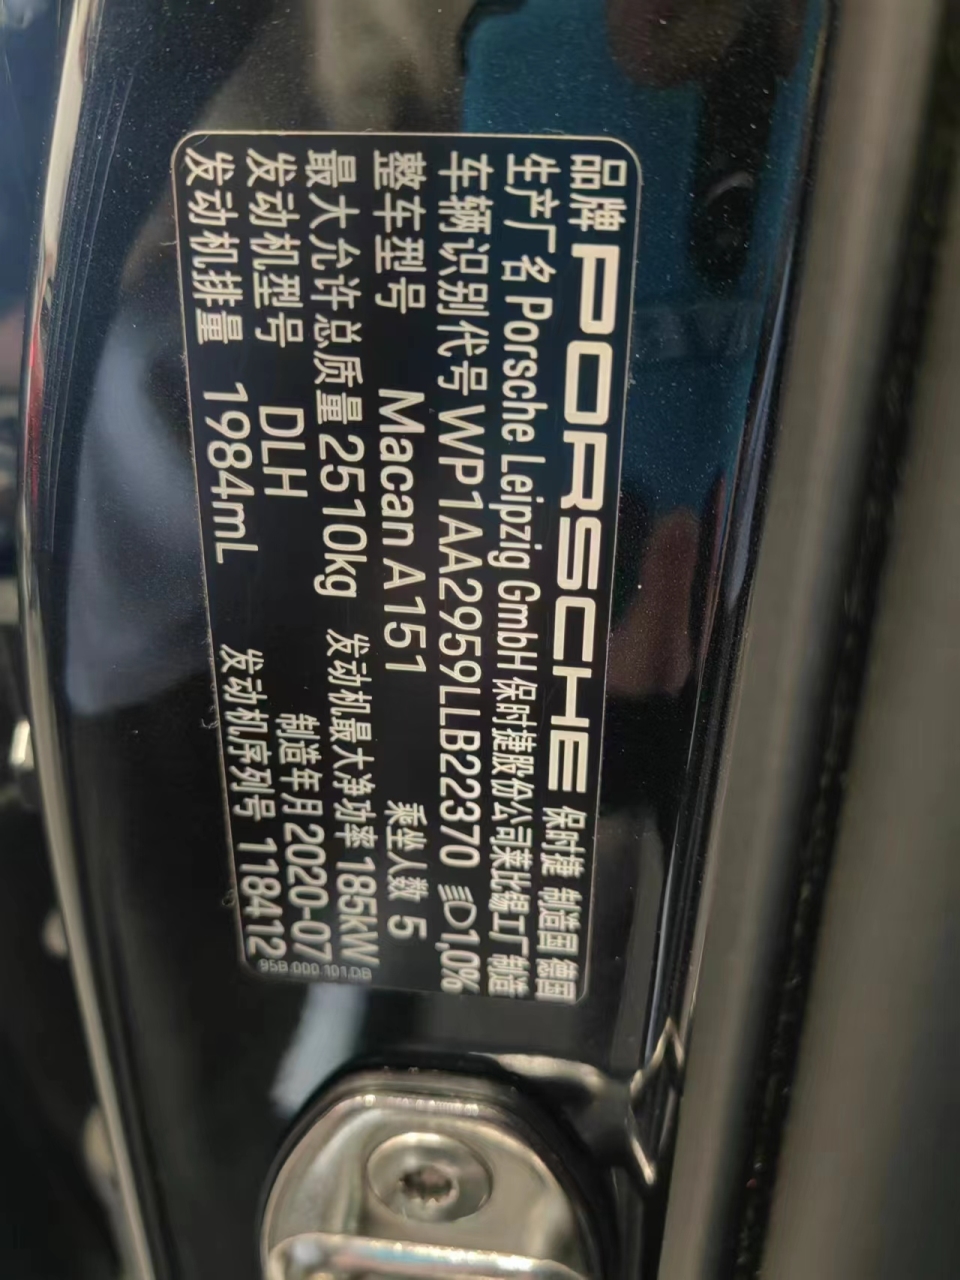 品牌 PORSCHE 保时捷 制造国 德国
生产厂名 Porsche Leipzig GmbH 保时捷股份公司莱比锡工厂制造
车辆识别代号 WP1AA2959LLB22370 1,0%
整车型号 Macan A151 乘坐人数 5
最大允许总质量 2510kg 发动机最大净功率 185kW
发动机型号 DLH 制造年月 2020-07
发动机排量 1984mL 发动机序列号 118412
95B.000.101.DB